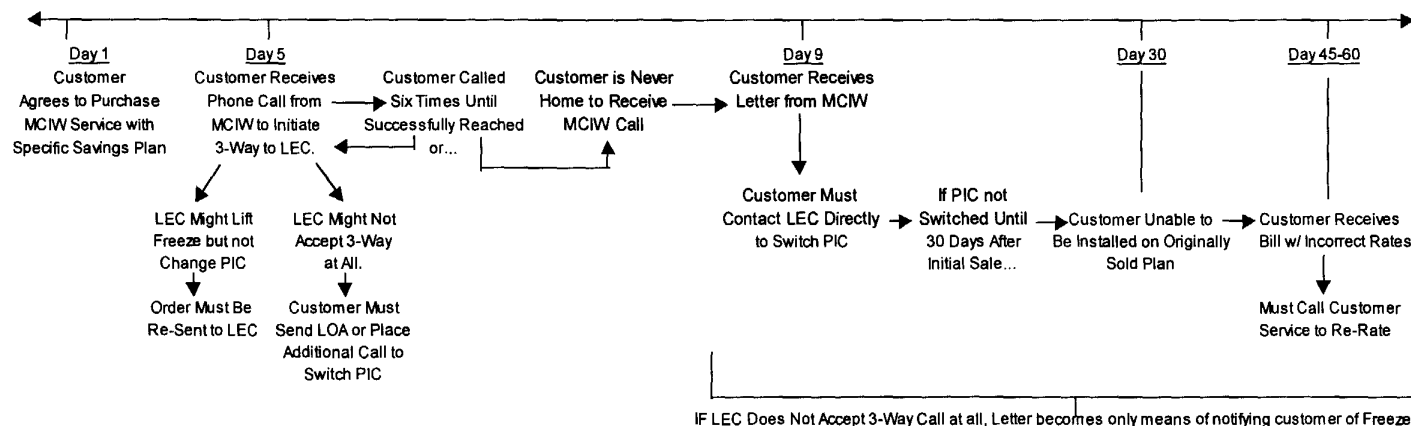 Day 1
Customer
Agrees to Purchase
MCIW Service with
Specific Savings Plan
Day 5
Customer Receives
Phone Call from
MCIW to Initiate
3-Way to LEC.
Customer Called
Six Times Until
Successfully Reached
or...
Customer is Never
Home to Receive
MCIW Call
Day 9
Customer Receives
Letter from MCIW
Day 30
Day 45-60
LEC Might Lift
Freeze but not
Change PIC
Order Must Be
Re-Sent to LEC
LEC Might Not
Accept 3-Way
at All.
Customer Must
Send LOA or Place
Additional Call to
Switch PIC
Customer Must
Contact LEC Directly
to Switch PIC
If PIC not
Switched Until
30 Days After
Initial Sale...
Customer Unable to
Be Installed on Originally
Sold Plan
Customer Receives
Bill w/ Incorrect Rates
Must Call Customer
Service to Re-Rate
IF LEC Does Not Accept 3-Way Call at all, Letter becomes only means of notifying customer of Freeze